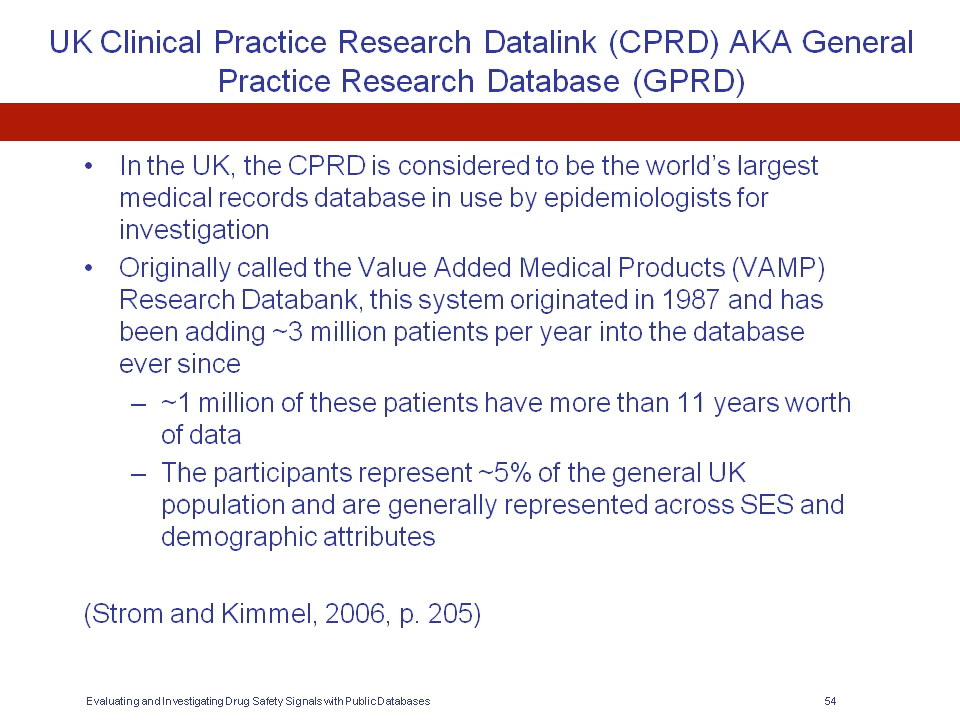 UK Clinical Practice Research Datalink (CPRD) AKA General
Practice Research Database (GPRD)
• In the UK, the CPRD is considered to be the world's largest
medical records database in use by epidemiologists for
investigation
• Originally called the Value Added Medical Products (VAMP)
Research Databank, this system originated in 1987 and has
been adding ~3 million patients per year into the database
ever since
– ~1 million of these patients have more than 11 years worth
of data
– The participants represent ~5% of the general UK
population and are generally represented across SES and
demographic attributes
(Strom and Kimmel, 2006, p. 205)
Evaluating and Investigating Drug Safety Signals with Public Databases 54